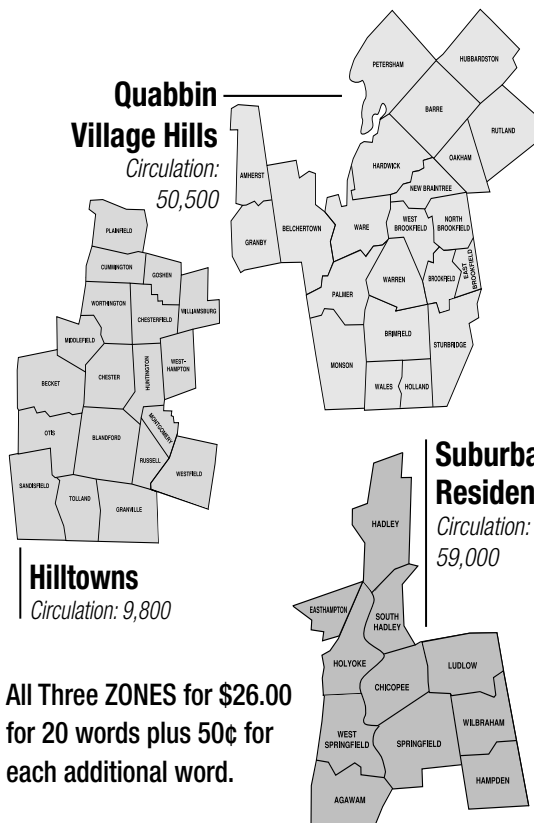 Quabbin
Village Hills
Circulation:
50,500
PETERSHAM
HUBBARDSTON
BARRE
RUTLAND
OAKHAM
HARDWICK
NEW BRAINTREE
AMHERST
BELCHERTOWN
GRANBY
WARE
WEST
BROOKFIELD
NORTH
BROOKFIELD
EAST
BROOKFIELD
BROOKFIELD
WARREN
PALMER
BRIMFIELD
STURBRIDGE
MONSON
WALES
HOLLAND
PLAINFIELD
CUMMINGTON
GOSHEN
WORTHINGTON
CHESTERFIELD
WILLIAMSBURG
MIDDLEFIELD
HUNTINGTON
WEST-
HAMPTON
BECKET
CHESTER
MONTGOMERY
OTIS
BLANDFORD
RUSSELL
WESTFIELD
SANDISFIELD
TOLLAND
GRANVILLE
Hilltowns
Circulation: 9,800
Suburba
Residen
Circulation:
59,000
HADLEY
EASTHAMPTON
SOUTH
HADLEY
HOLYOKE
CHICOPEE
LUDLOW
WEST
SPRINGFIELD
SPRINGFIELD
WILBRAHAM
HAMPDEN
AGAWAM
All Three ZONES for $26.00
for 20 words plus 50¢ for
each additional word.